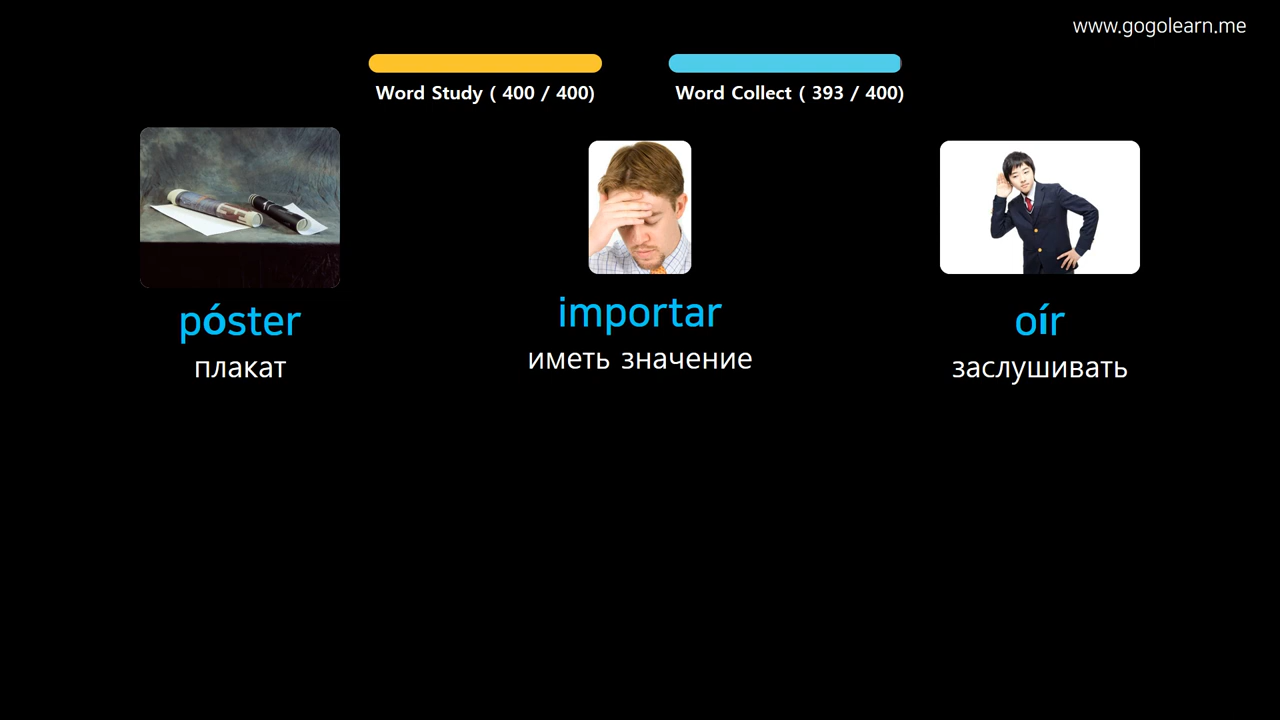 www.gogolearn.me
Word Study ( 400 / 400)
Word Collect ( 393 / 400)
póster
плакат
importar
иметь значение
oír
заслушивать